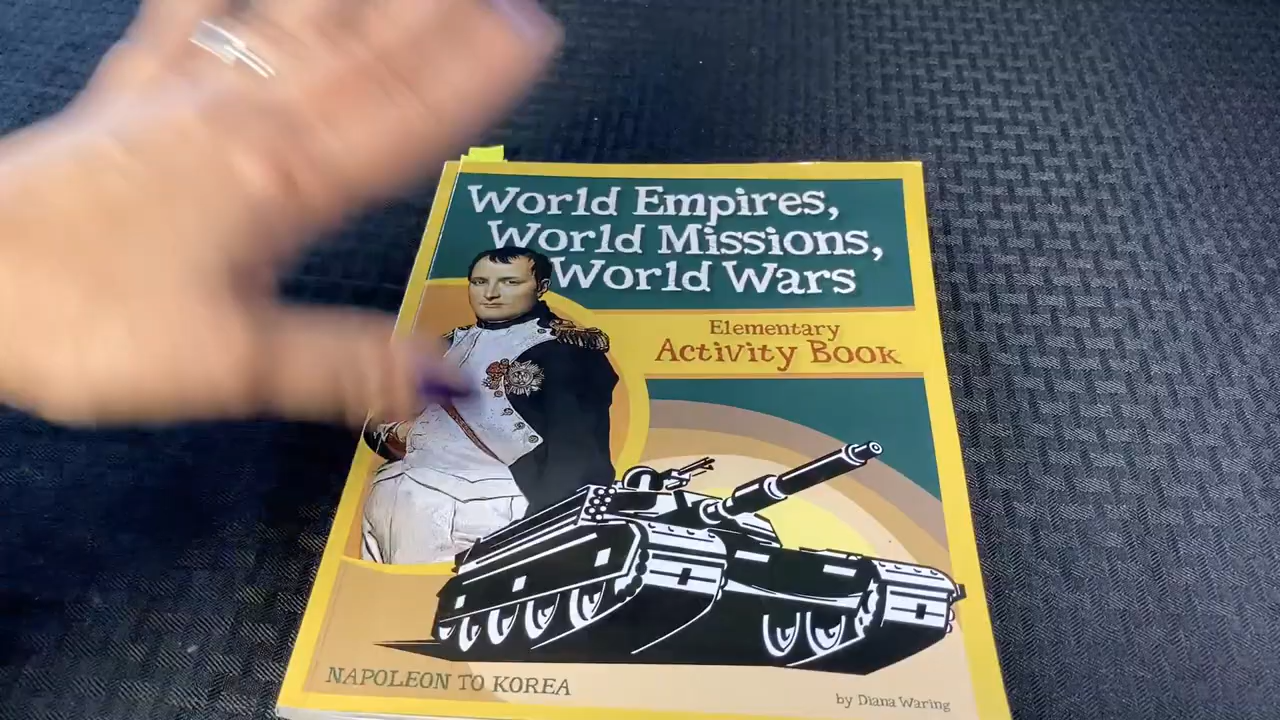 World Empires,
World Missions,
World Wars
Elementary
Activity Book
NAPOLEON TO KOREA
by Diana Waring